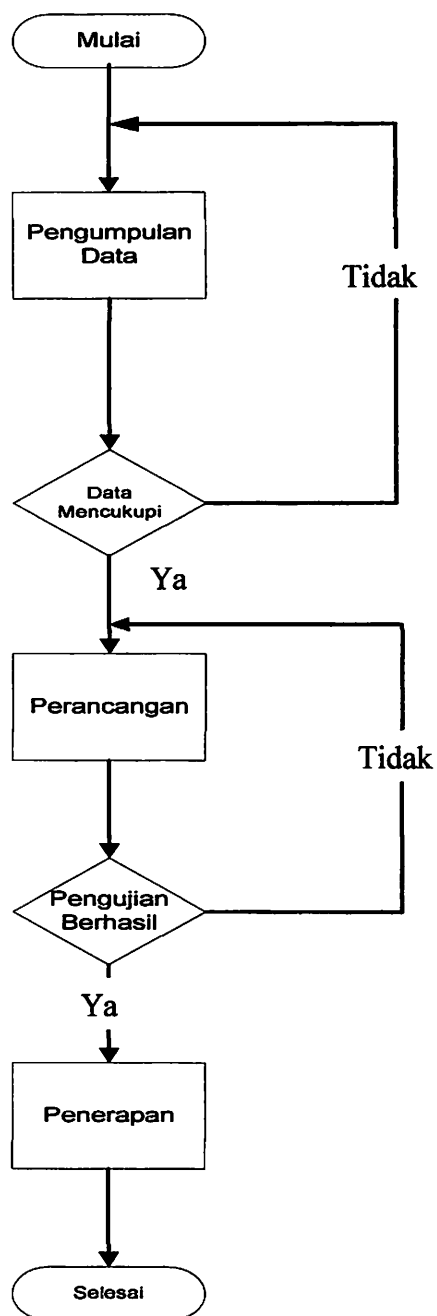 Mulai
Pengumpulan
Data
Tidak
Data
Mencukupi
Ya
Perancangan
Tidak
Pengujian
Berhasil
Ya
Penerapan
Selesai